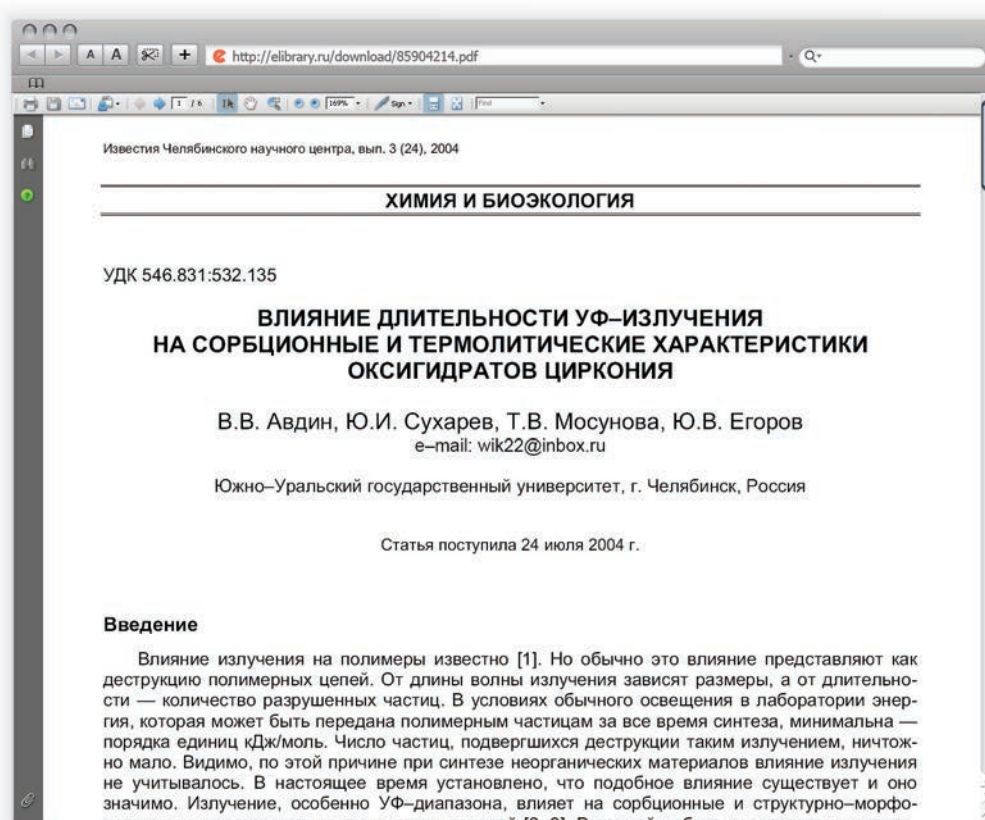 A A + http://elibrary.ru/download/85904214.pdf
1 / 6 169% Sign Find
Известия Челябинского научного центра, вып. 3 (24), 2004
ХИМИЯ И БИОЭКОЛОГИЯ
УДК 546.831:532.135
ВЛИЯНИЕ ДЛИТЕЛЬНОСТИ УФ–ИЗЛУЧЕНИЯ
НА СОРБЦИОННЫЕ И ТЕРМОЛИТИЧЕСКИЕ ХАРАКТЕРИСТИКИ
ОКСИГИДРАТОВ ЦИРКОНИЯ
В.В. Авдин, Ю.И. Сухарев, Т.В. Мосунова, Ю.В. Егоров
e–mail: wik22@inbox.ru
Южно–Уральский государственный университет, г. Челябинск, Россия
Статья поступила 24 июля 2004 г.
Введение
Влияние излучения на полимеры известно [1]. Но обычно это влияние представляют как
деструкцию полимерных цепей. От длины волны излучения зависят размеры, а от длительно-
сти — количество разрушенных частиц. В условиях обычного освещения в лаборатории энер-
гия, которая может быть передана полимерным частицам за все время синтеза, минимальна —
порядка единиц кДж/моль. Число частиц, подвергшихся деструкции таким излучением, ничтож-
но мало. Видимо, по этой причине при синтезе неорганических материалов влияние излучения
не учитывалось. В настоящее время установлено, что подобное влияние существует и оно
значимо. Излучение, особенно УФ–диапазона, влияет на сорбционные и структурно–морфо-